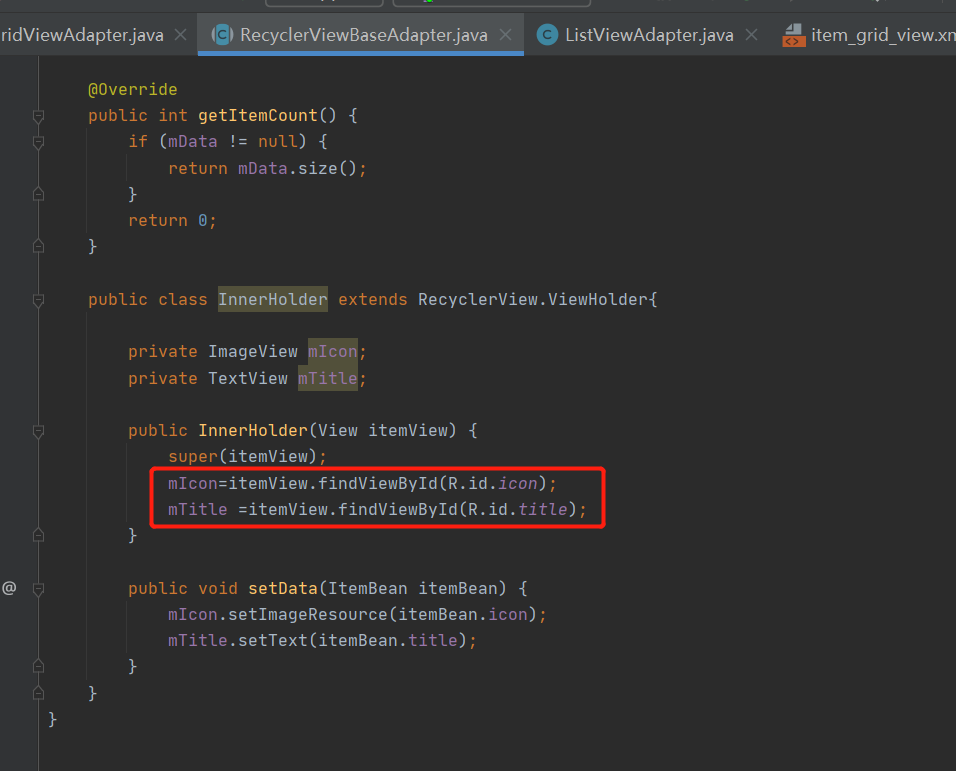 ridViewAdapter.java RecyclerViewBaseAdapter.java ListViewAdapter.java item_grid_view.xm
@Override
public int getItemCount() {
if (mData != null) {
return mData.size();
}
return 0;
}
public class InnerHolder extends RecyclerView.ViewHolder{
private ImageView mIcon;
private TextView mTitle;
public InnerHolder(View itemView) {
super(itemView);
mIcon=itemView.findViewById(R.id.icon);
mTitle =itemView.findViewById(R.id.title);
}
@ public void setData(ItemBean itemBean) {
mIcon.setImageResource(itemBean.icon);
mTitle.setText(itemBean.title);
}
}
}